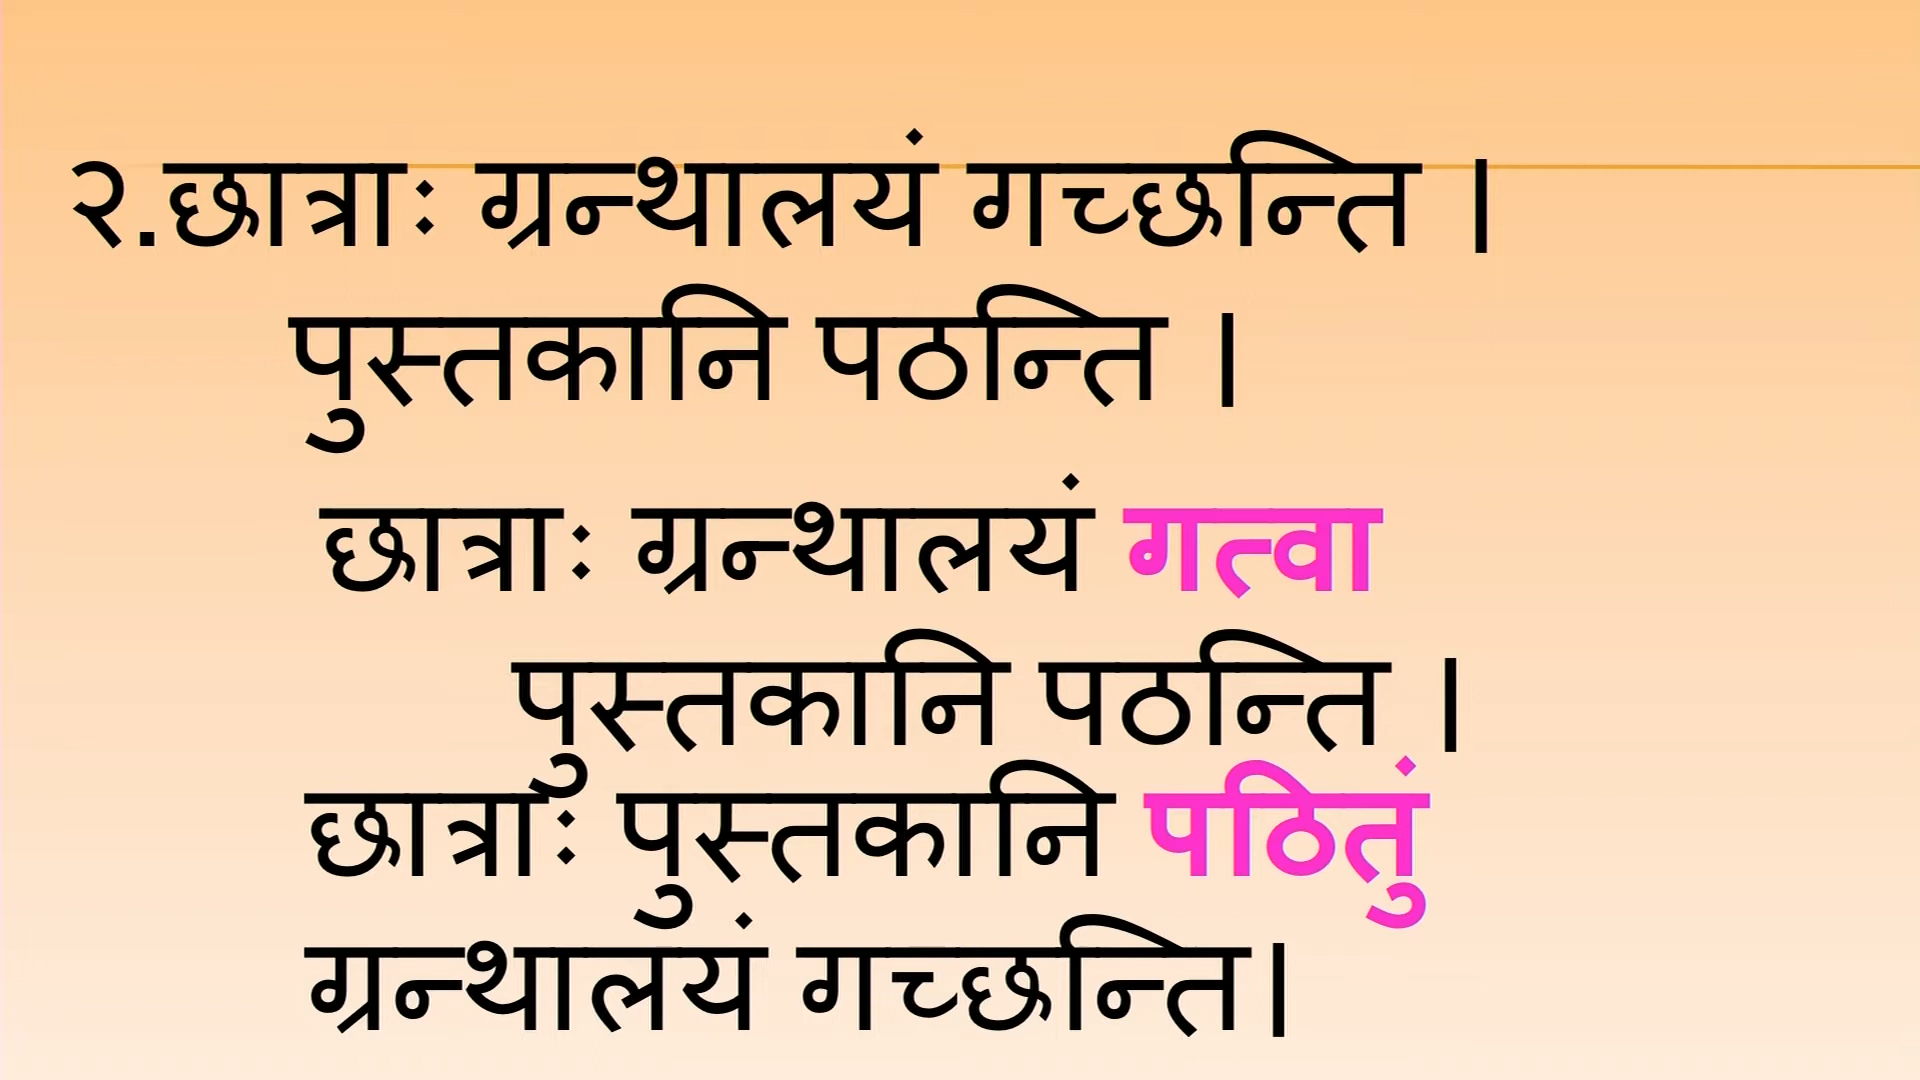 २.छात्राः ग्रन्थालयं गच्छन्ति ।
पुस्तकानि पठन्ति ।
छात्राः ग्रन्थालयं गत्वा
पुस्तकानि पठन्ति ।
छात्राः पुस्तकानि पठितुं
ग्रन्थालयं गच्छन्ति।